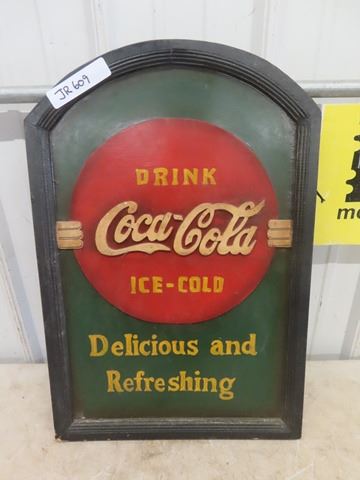 JR609
DRINK
Coca-Cola
ICE-COLD
Delicious and
Refreshing